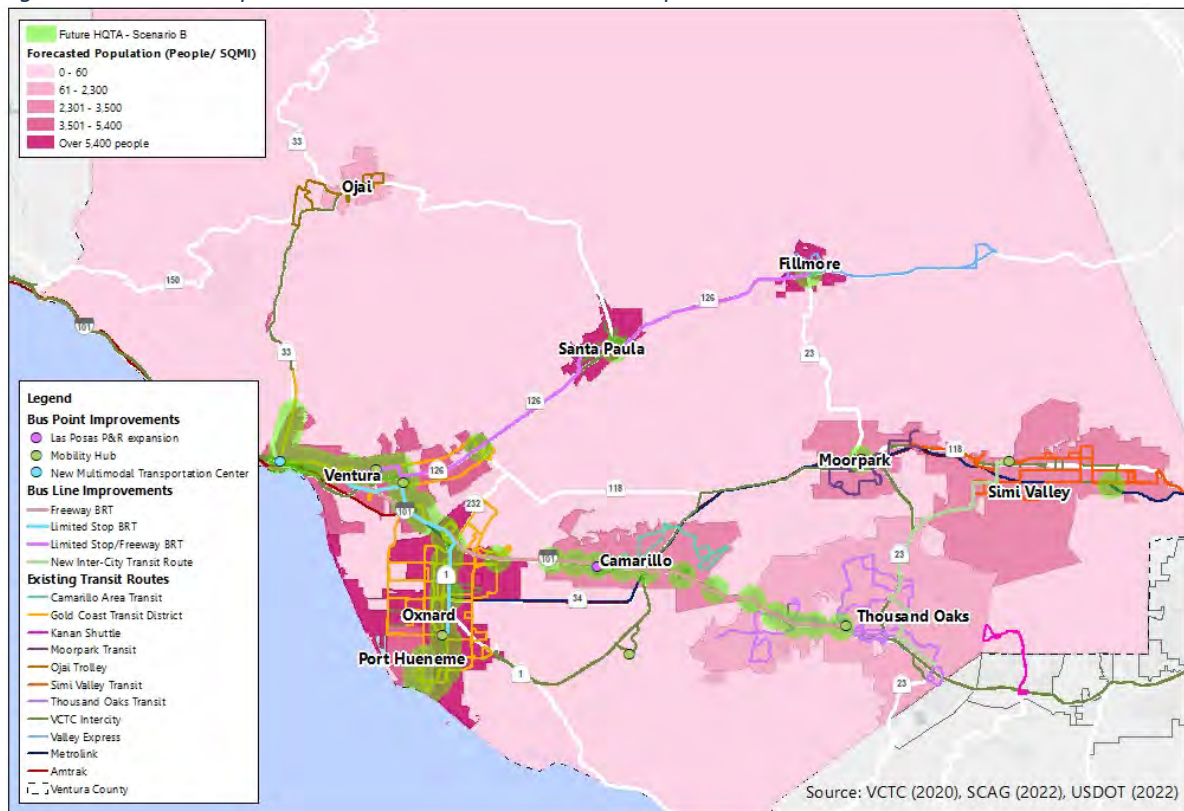 Future HQTA - Scenario B
Forecasted Population (People/ SQMI)
0 - 60
61 - 2,300
2,301 - 3,500
3,501 - 5,400
Over 5,400 people
33
Ojai
150
Fillmore
126
101
Santa Paula
23
33
126
Legend
Bus Point Improvements
Las Posas P&R expansion
Mobility Hub
New Multimodal Transportation Center
Bus Line Improvements
Freeway BRT
Limited Stop BRT
Limited Stop/Freeway BRT
New Inter-City Transit Route
Existing Transit Routes
Camarillo Area Transit
Gold Coast Transit District
Kanan Shuttle
Moorpark Transit
Ojai Trolley
Simi Valley Transit
Thousand Oaks Transit
VCTC Intercity
Valley Express
Metrolink
Amtrak
Ventura County
Ventura
126
Moorpark
118
Simi Valley
118
101
232
101
Camarillo
23
1
34
Oxnard
Thousand Oaks
Port Hueneme
1
23
Source: VCTC (2020), SCAG (2022), USDOT (2022)